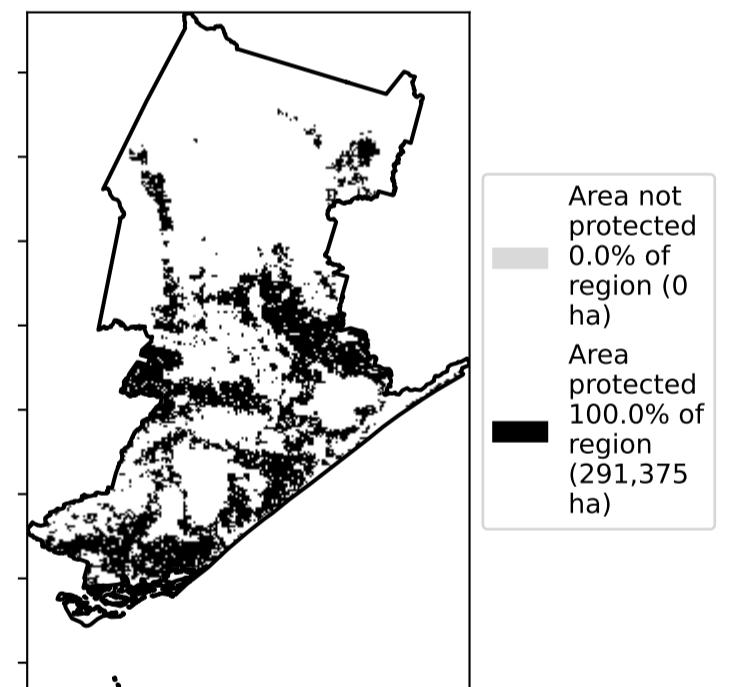 Area not
protected
0.0% of
region (0
ha)
Area
protected
100.0% of
region
(291,375
ha)